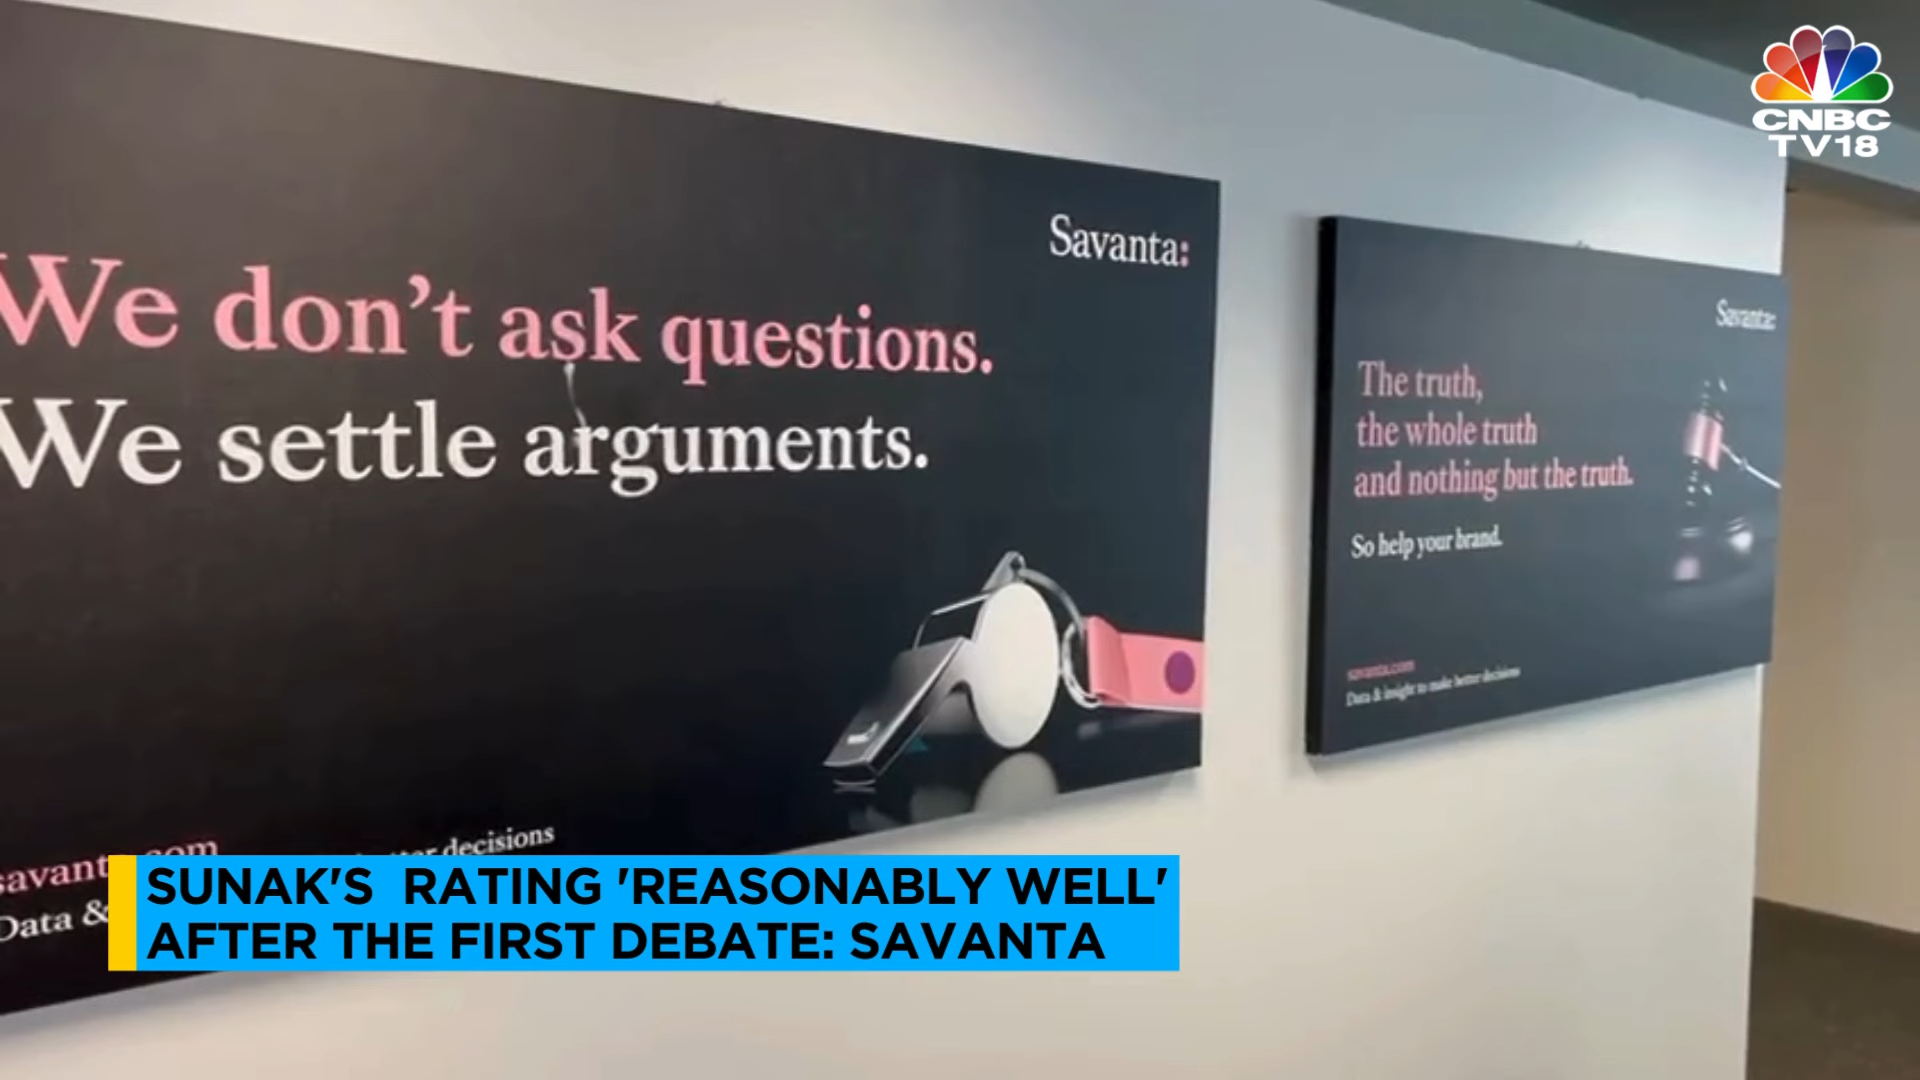 CNBC
TV18
Savanta:
We don't ask questions.
We settle arguments.
decisions
Data &
Savanta:
The truth,
the whole truth
and nothing but the truth.
So help your brand.
savanta.com
Data & insight to make better decisions
SUNAK'S RATING 'REASONABLY WELL'
AFTER THE FIRST DEBATE: SAVANTA